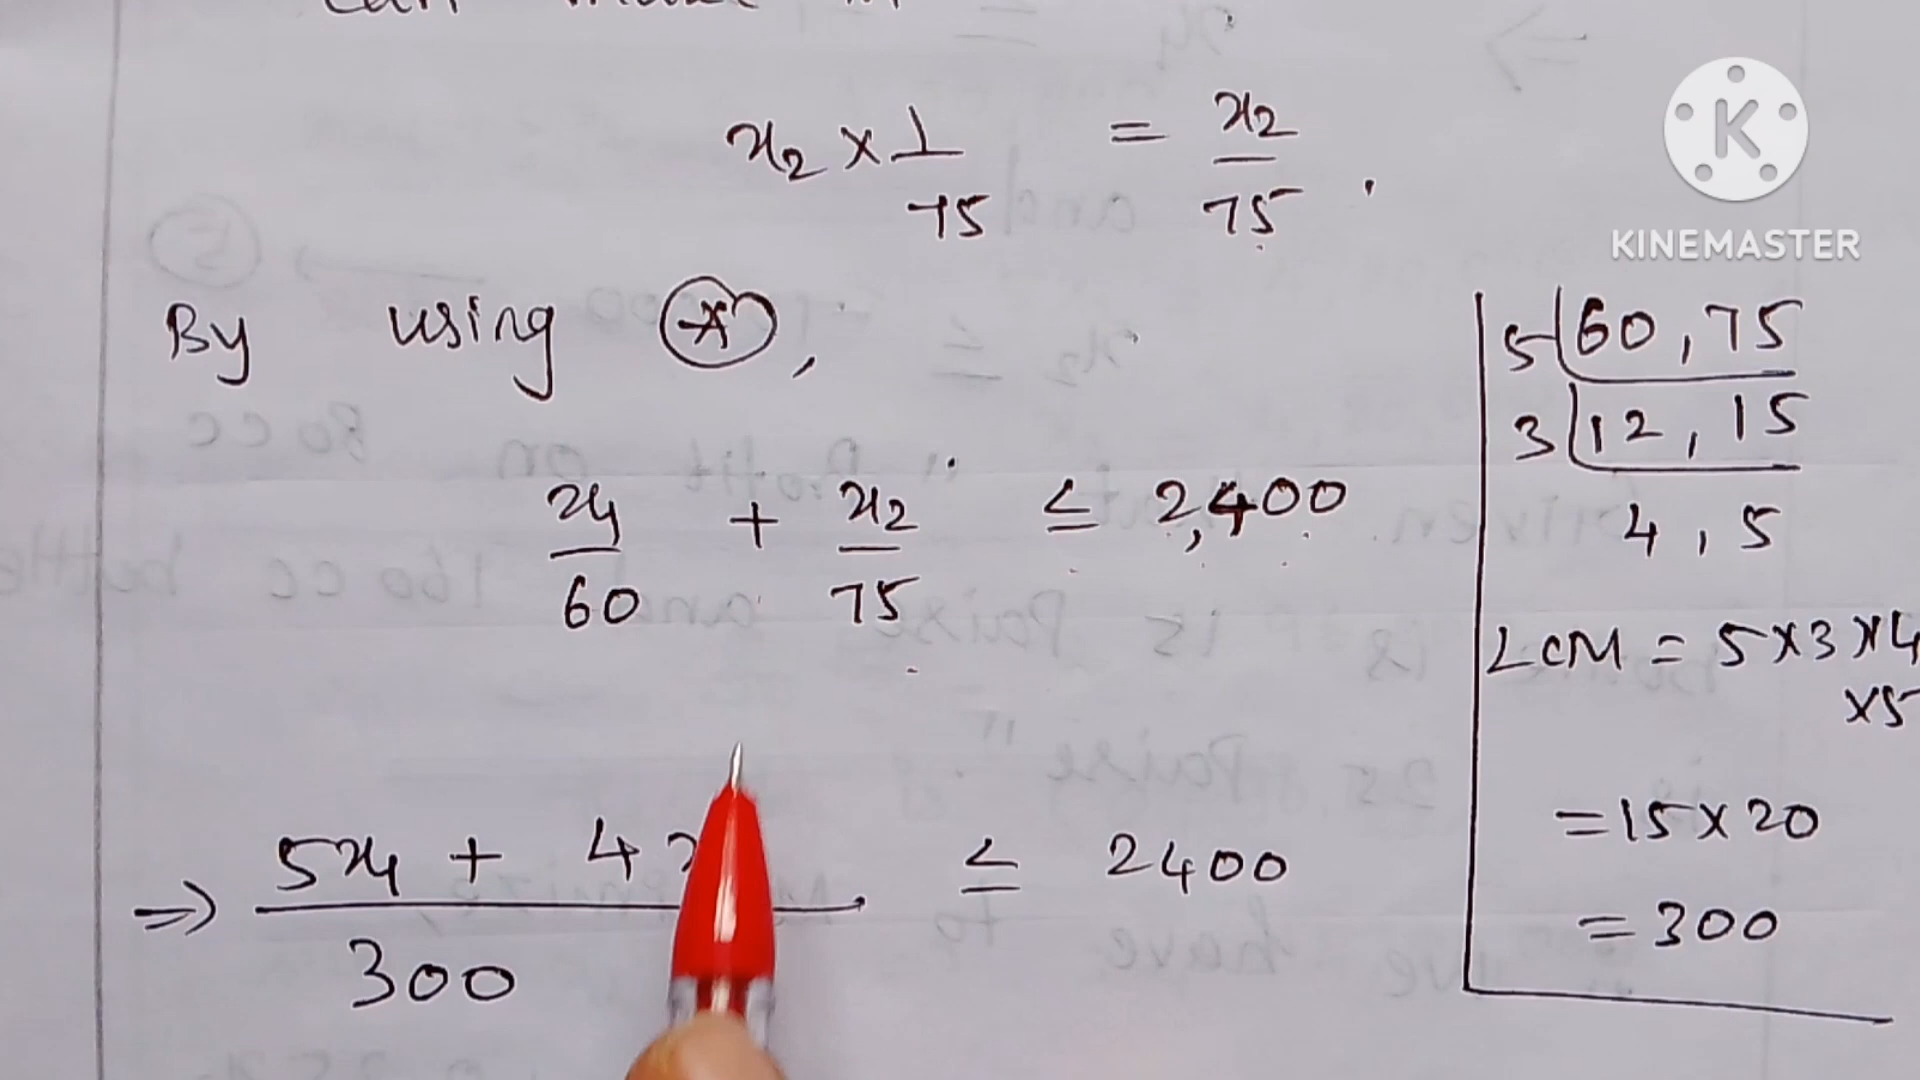 x₂ × 1/75 = x₂/75 .
By using (*),
x₁/60 + x₂/75 ≤ 2,400
⇒ (5x₁ + 4 )/300 ≤ 2400
K
KINEMASTER
5 | 60, 75
3 | 12, 15
4, 5
LCM = 5×3×4
×5
= 15 × 20
= 300